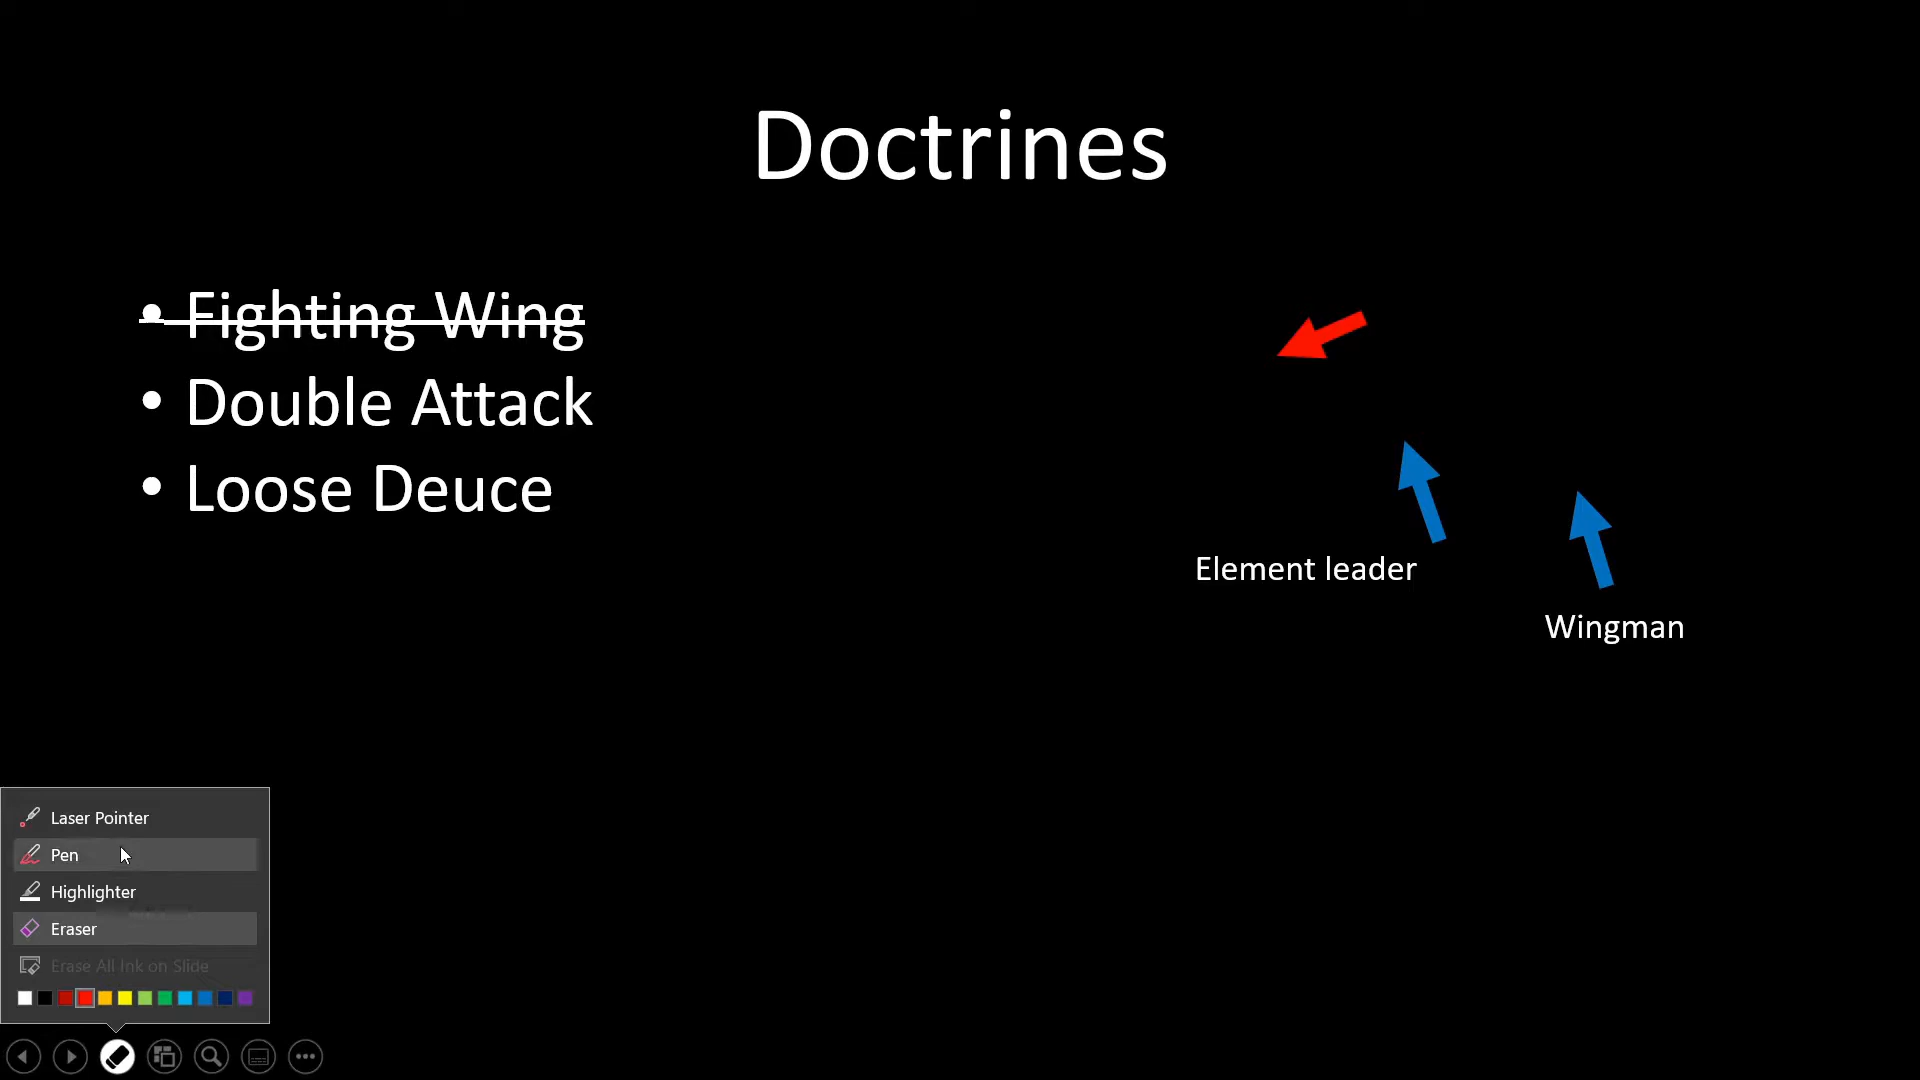 Doctrines
• Fighting Wing
• Double Attack
• Loose Deuce
Element leader
Wingman
Laser Pointer
Pen
Highlighter
Eraser
Erase All Ink on Slide